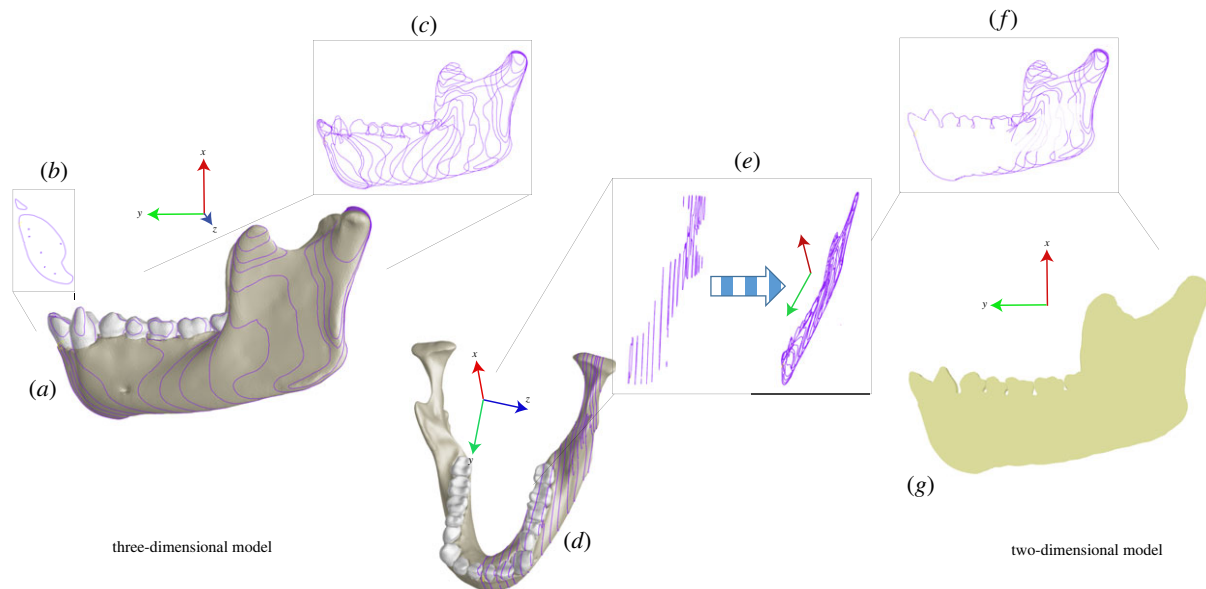 (c)
(f)
(b)
x
y
z
(e)
x
y
(a)
x
z
y
(d)
(g)
three-dimensional model
two-dimensional model